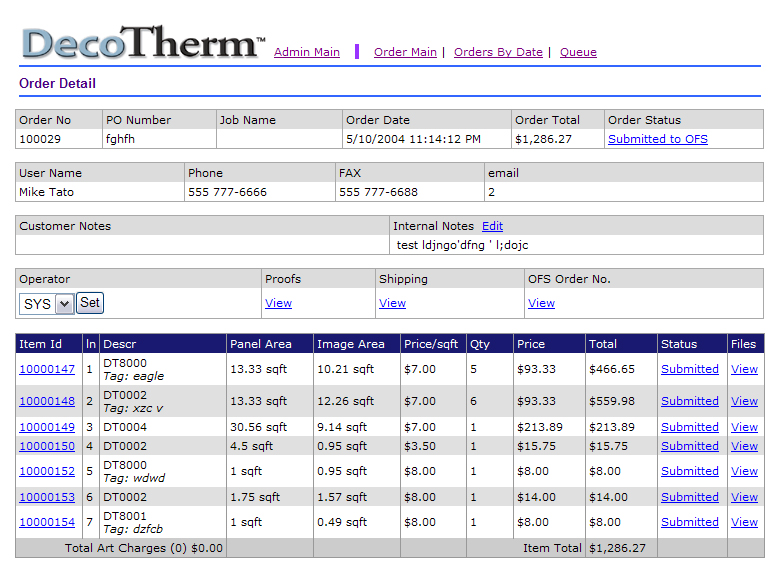 DecoTherm™ Admin Main | Order Main | Orders By Date | Queue
Order Detail
Order No PO Number Job Name Order Date Order Total Order Status
100029 fghfh 5/10/2004 11:14:12 PM $1,286.27 Submitted to OFS
User Name Phone FAX email
Mike Tato 555 777-6666 555 777-6688 2
Customer Notes Internal Notes Edit
test ldjngo'dfng ' l;dojc
Operator Proofs Shipping OFS Order No.
SYS Set View View View
Item Id ln Descr Panel Area Image Area Price/sqft Qty Price Total Status Files
10000147 1 DT8000 13.33 sqft 10.21 sqft $7.00 5 $93.33 $466.65 Submitted View
Tag: eagle
10000148 2 DT0002 13.33 sqft 12.26 sqft $7.00 6 $93.33 $559.98 Submitted View
Tag: xzc v
10000149 3 DT0004 30.56 sqft 9.14 sqft $7.00 1 $213.89 $213.89 Submitted View
10000150 4 DT0002 4.5 sqft 0.95 sqft $3.50 1 $15.75 $15.75 Submitted View
10000152 5 DT8000 1 sqft 0.95 sqft $8.00 1 $8.00 $8.00 Submitted View
Tag: wdwd
10000153 6 DT0002 1.75 sqft 1.57 sqft $8.00 1 $14.00 $14.00 Submitted View
10000154 7 DT8001 1 sqft 0.49 sqft $8.00 1 $8.00 $8.00 Submitted View
Tag: dzfcb
Total Art Charges (0) $0.00 Item Total $1,286.27